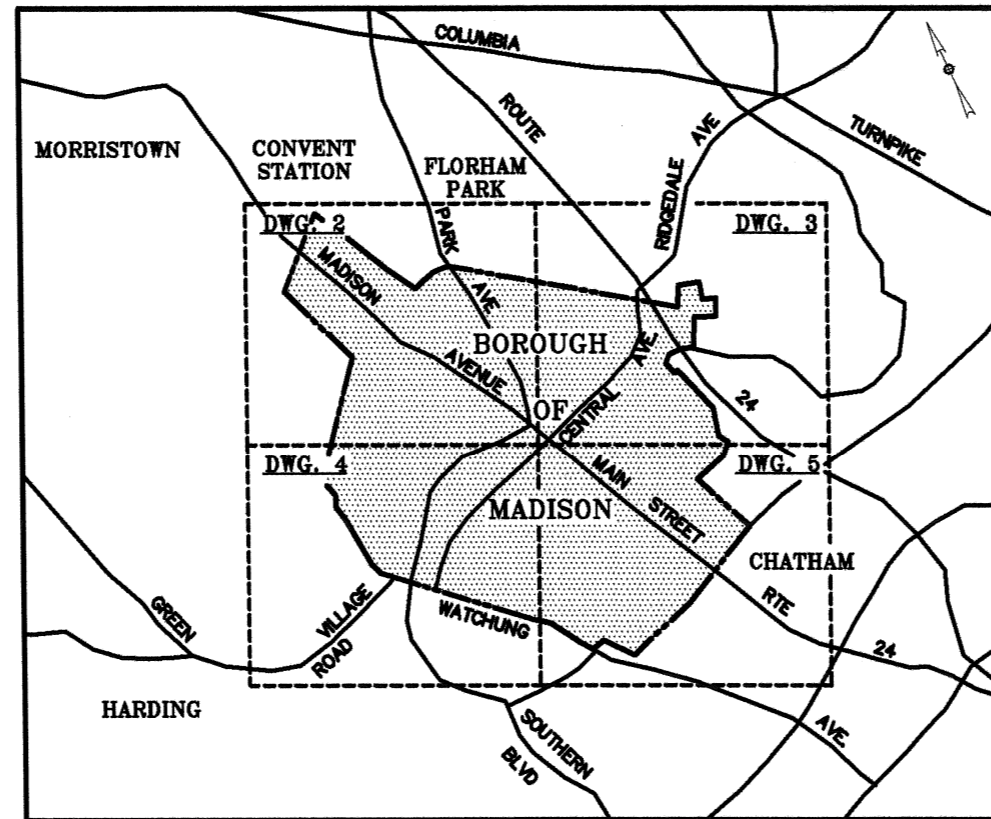 COLUMBIA
TURNPIKE
ROUTE
RIDGEDALE AVE
MORRISTOWN
CONVENT
STATION
FLORHAM
PARK
DWG. 2
DWG. 3
PARK AVE
MADISON AVENUE
BOROUGH
OF
MADISON
CENTRAL AVE.
24
DWG. 4
DWG. 5
MAIN STREET
CHATHAM
RTE 24
GREEN
VILLAGE
ROAD
WATCHUNG
AVE.
HARDING
SOUTHERN
BLVD